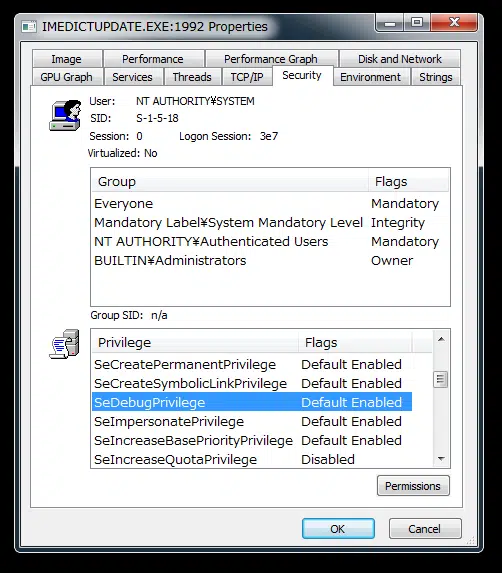 IMEDICTUPDATE.EXE:1992 Properties
Image Performance Performance Graph Disk and Network
GPU Graph Services Threads TCP/IP Security Environment Strings
User: NT AUTHORITY¥SYSTEM
SID: S-1-5-18
Session: 0 Logon Session: 3e7
Virtualized: No
Group Flags
Everyone Mandatory
Mandatory Label¥System Mandatory Level Integrity
NT AUTHORITY¥Authenticated Users Mandatory
BUILTIN¥Administrators Owner
Group SID: n/a
Privilege Flags
SeCreatePermanentPrivilege Default Enabled
SeCreateSymbolicLinkPrivilege Default Enabled
SeDebugPrivilege Default Enabled
SeImpersonatePrivilege Default Enabled
SeIncreaseBasePriorityPrivilege Default Enabled
SeIncreaseQuotaPrivilege Disabled
Permissions
OK Cancel